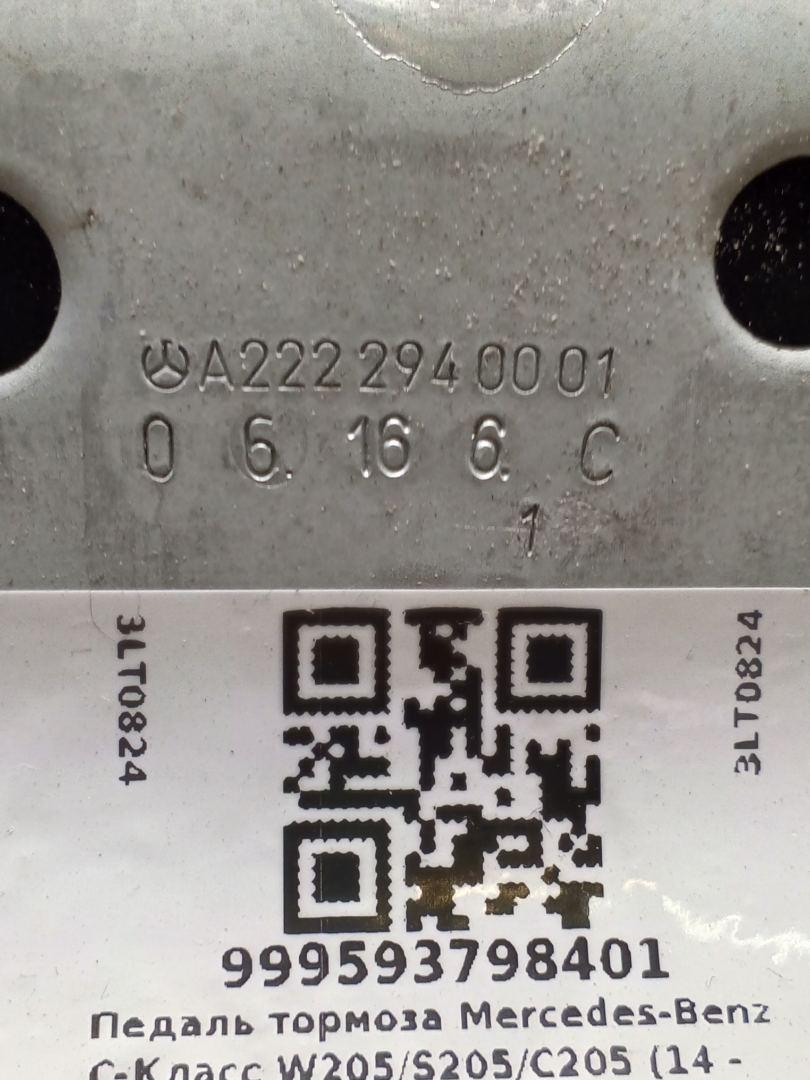 A222 294 00 01
0 6. 16 6. C
1
3LT0824
3LT0824
999593798401
Педаль тормоза Mercedes-Benz
С-Класс W205/S205/C205 (14 -